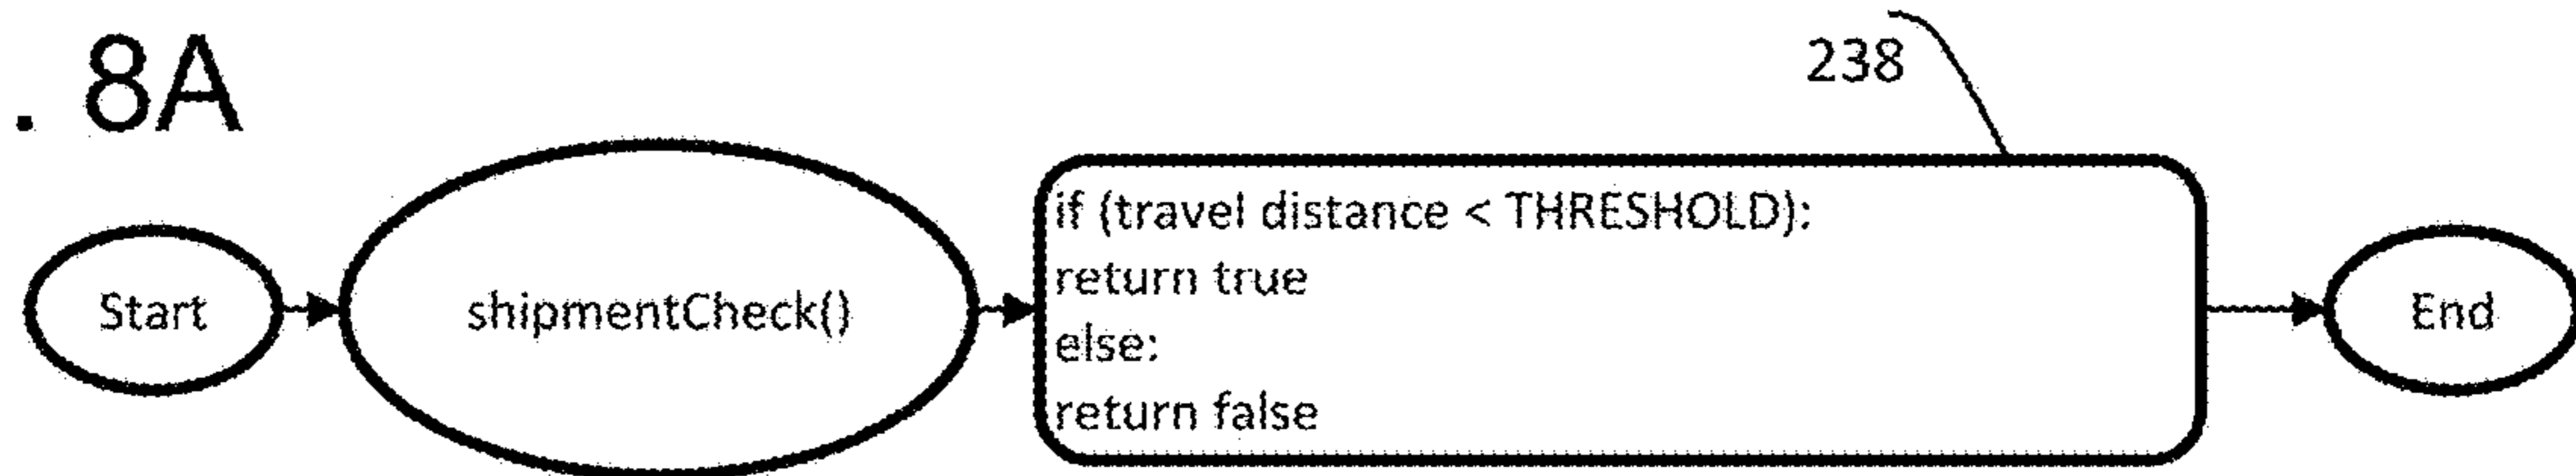 . 8A
238
Start
shipmentCheck()
if (travel distance < THRESHOLD):
return true
else:
return false
End